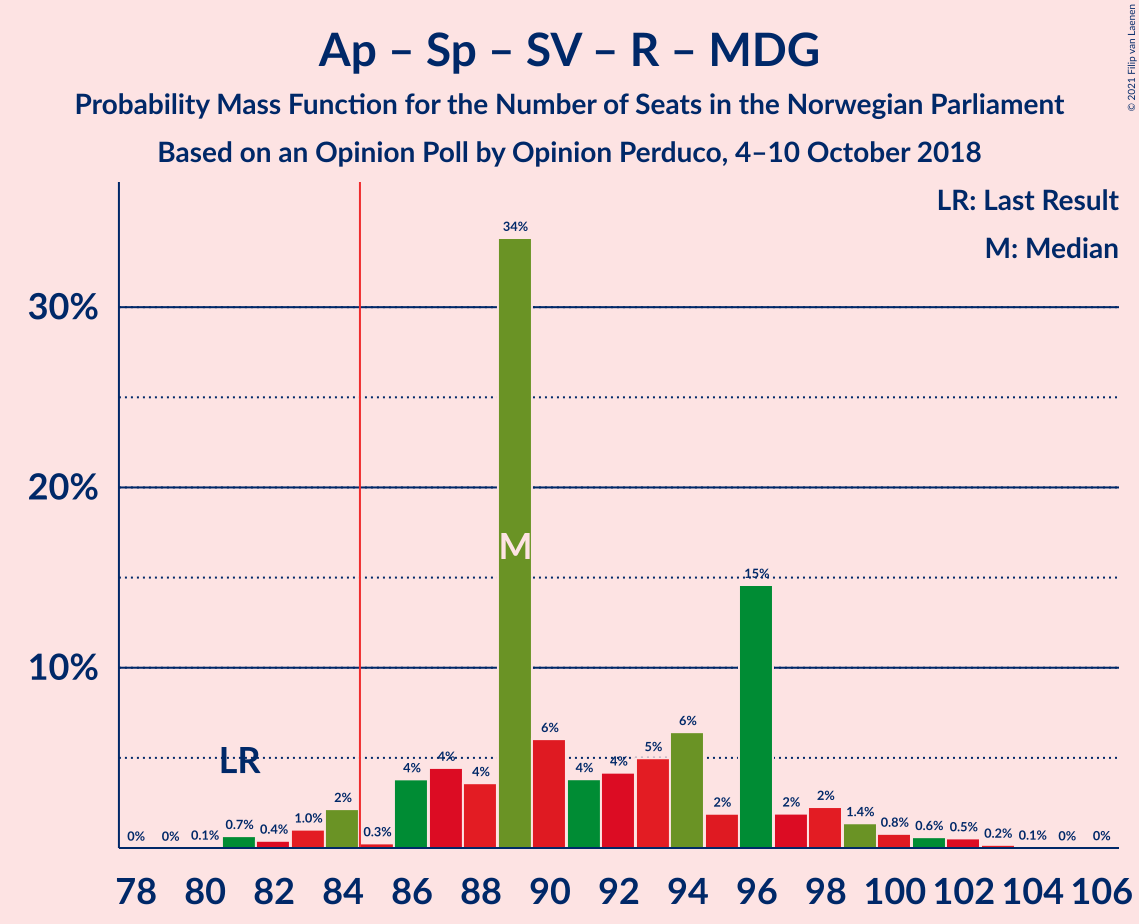 Ap – Sp – SV – R – MDG
Probability Mass Function for the Number of Seats in the Norwegian Parliament
Based on an Opinion Poll by Opinion Perduco, 4–10 October 2018
© 2021 Filip van Laenen
LR: Last Result
M: Median
34%
30%
20%
M
15%
10%
LR
0% 0% 0.1% 0.7% 0.4% 1.0% 2% 0.3% 4% 4% 4% 6% 4% 4% 5% 6% 2% 2% 2% 1.4% 0.8% 0.6% 0.5% 0.2% 0.1% 0% 0%
78 80 82 84 86 88 90 92 94 96 98 100 102 104 106